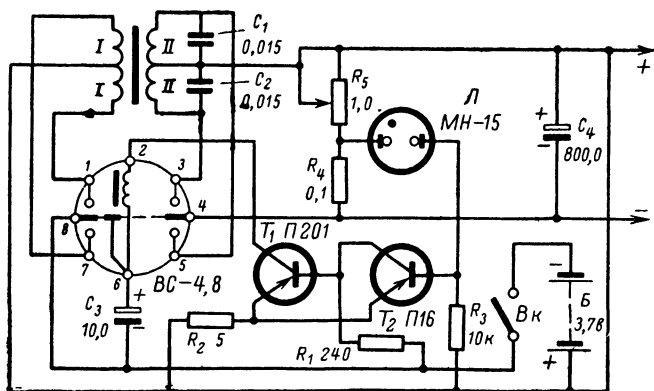 I
II
C₁
0,015
I
II
C₂
0,015
+
R₅
1,0
Л
МН-15
+
C₄
-
800,0
1
2
3
R₄
0,1
4
8
-
7
6
5
ВС-4,8
T₁ П201
C₃
+
10,0
-
R₂ 5
T₂ П16
R₁ 240
R₃
10к
Вк
-
Б
3,7в
+